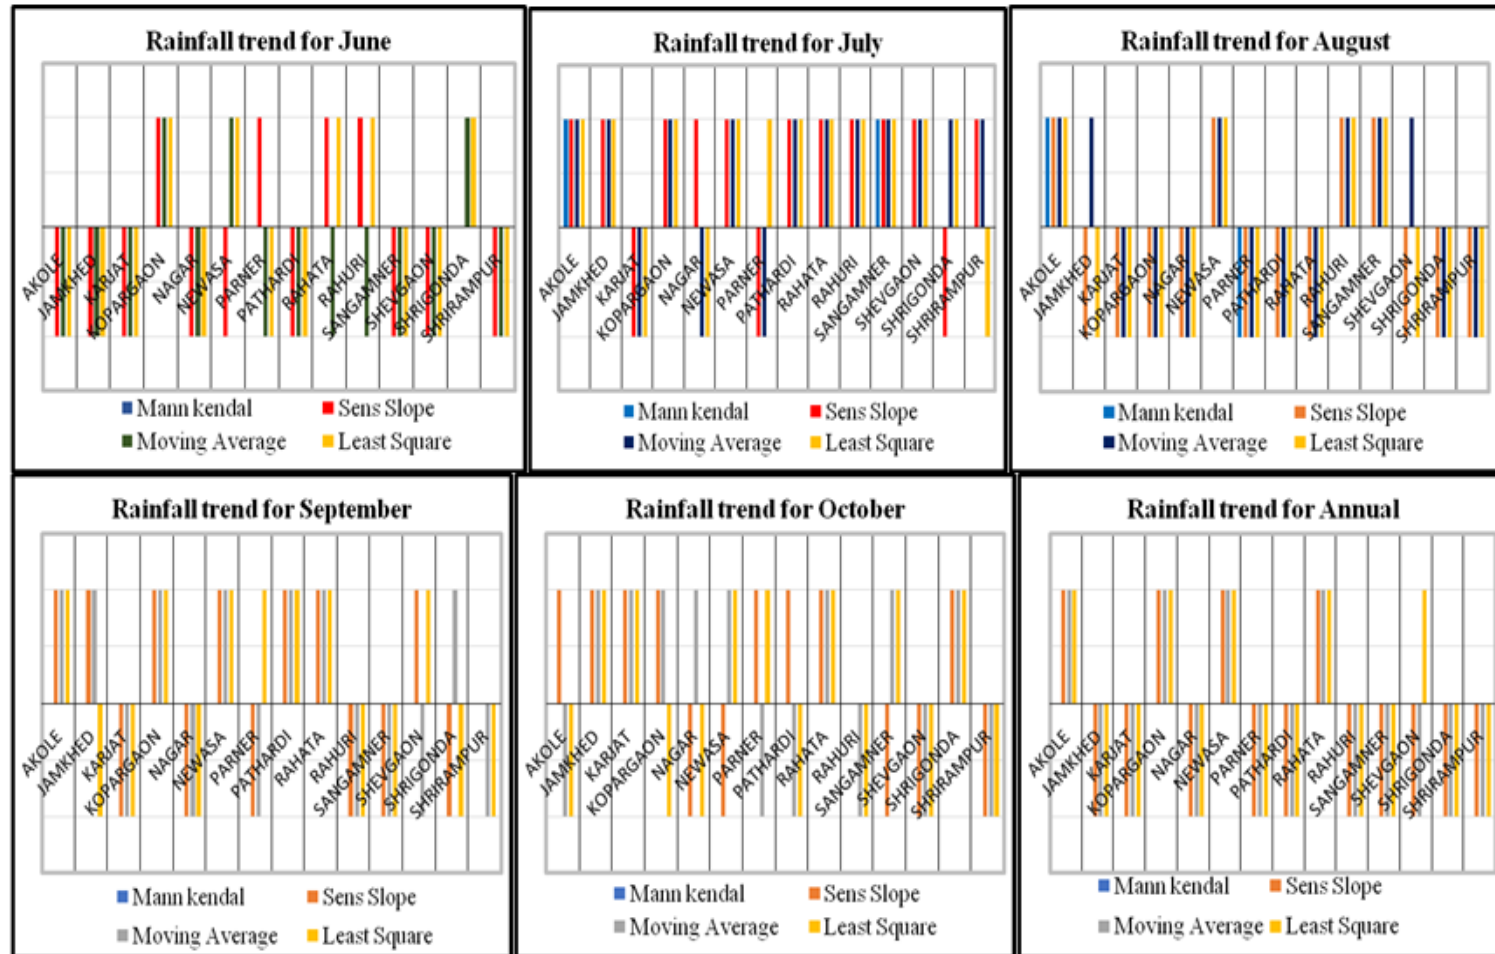 Rainfall trend for June
AKOLE
JAMKHED
KARJAT
KOPARGAON
NAGAR
NEWASA
PARNER
PATHARDI
RAHATA
RAHURI
SANGAMNER
SHEVGAON
SHRIGONDA
SHRIRAMPUR
Mann kendal Sens Slope
Moving Average Least Square
Rainfall trend for July
AKOLE
JAMKHED
KARJAT
KOPARGAON
NAGAR
NEWASA
PARNER
PATHARDI
RAHATA
RAHURI
SANGAMNER
SHEVGAON
SHRIGONDA
SHRIRAMPUR
Mann kendal Sens Slope
Moving Average Least Square
Rainfall trend for August
AKOLE
JAMKHED
KARJAT
KOPARGAON
NAGAR
NEWASA
PARNER
PATHARDI
RAHATA
RAHURI
SANGAMNER
SHEVGAON
SHRIGONDA
SHRIRAMPUR
Mann kendal Sens Slope
Moving Average Least Square
Rainfall trend for September
AKOLE
JAMKHED
KARJAT
KOPARGAON
NAGAR
NEWASA
PARNER
PATHARDI
RAHATA
RAHURI
SANGAMNER
SHEVGAON
SHRIGONDA
SHRIRAMPUR
Mann kendal Sens Slope
Moving Average Least Square
Rainfall trend for October
AKOLE
JAMKHED
KARJAT
KOPARGAON
NAGAR
NEWASA
PARNER
PATHARDI
RAHATA
RAHURI
SANGAMNER
SHEVGAON
SHRIGONDA
SHRIRAMPUR
Mann kendal Sens Slope
Moving Average Least Square
Rainfall trend for Annual
AKOLE
JAMKHED
KARJAT
KOPARGAON
NAGAR
NEWASA
PARNER
PATHARDI
RAHATA
RAHURI
SANGAMNER
SHEVGAON
SHRIGONDA
SHRIRAMPUR
Mann kendal Sens Slope
Moving Average Least Square